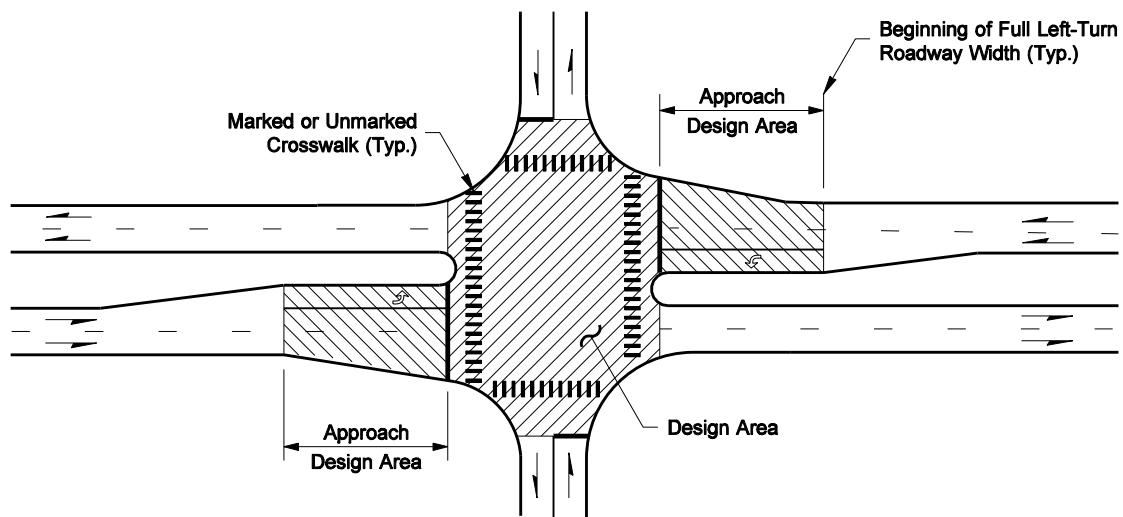 Beginning of Full Left-Turn
Roadway Width (Typ.)
Approach
Design Area
Marked or Unmarked
Crosswalk (Typ.)
Design Area
Approach
Design Area